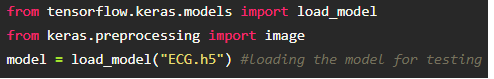 from tensorflow.keras.models import load_model
from keras.preprocessing import image
model = load_model("ECG.h5") #loading the model for testing